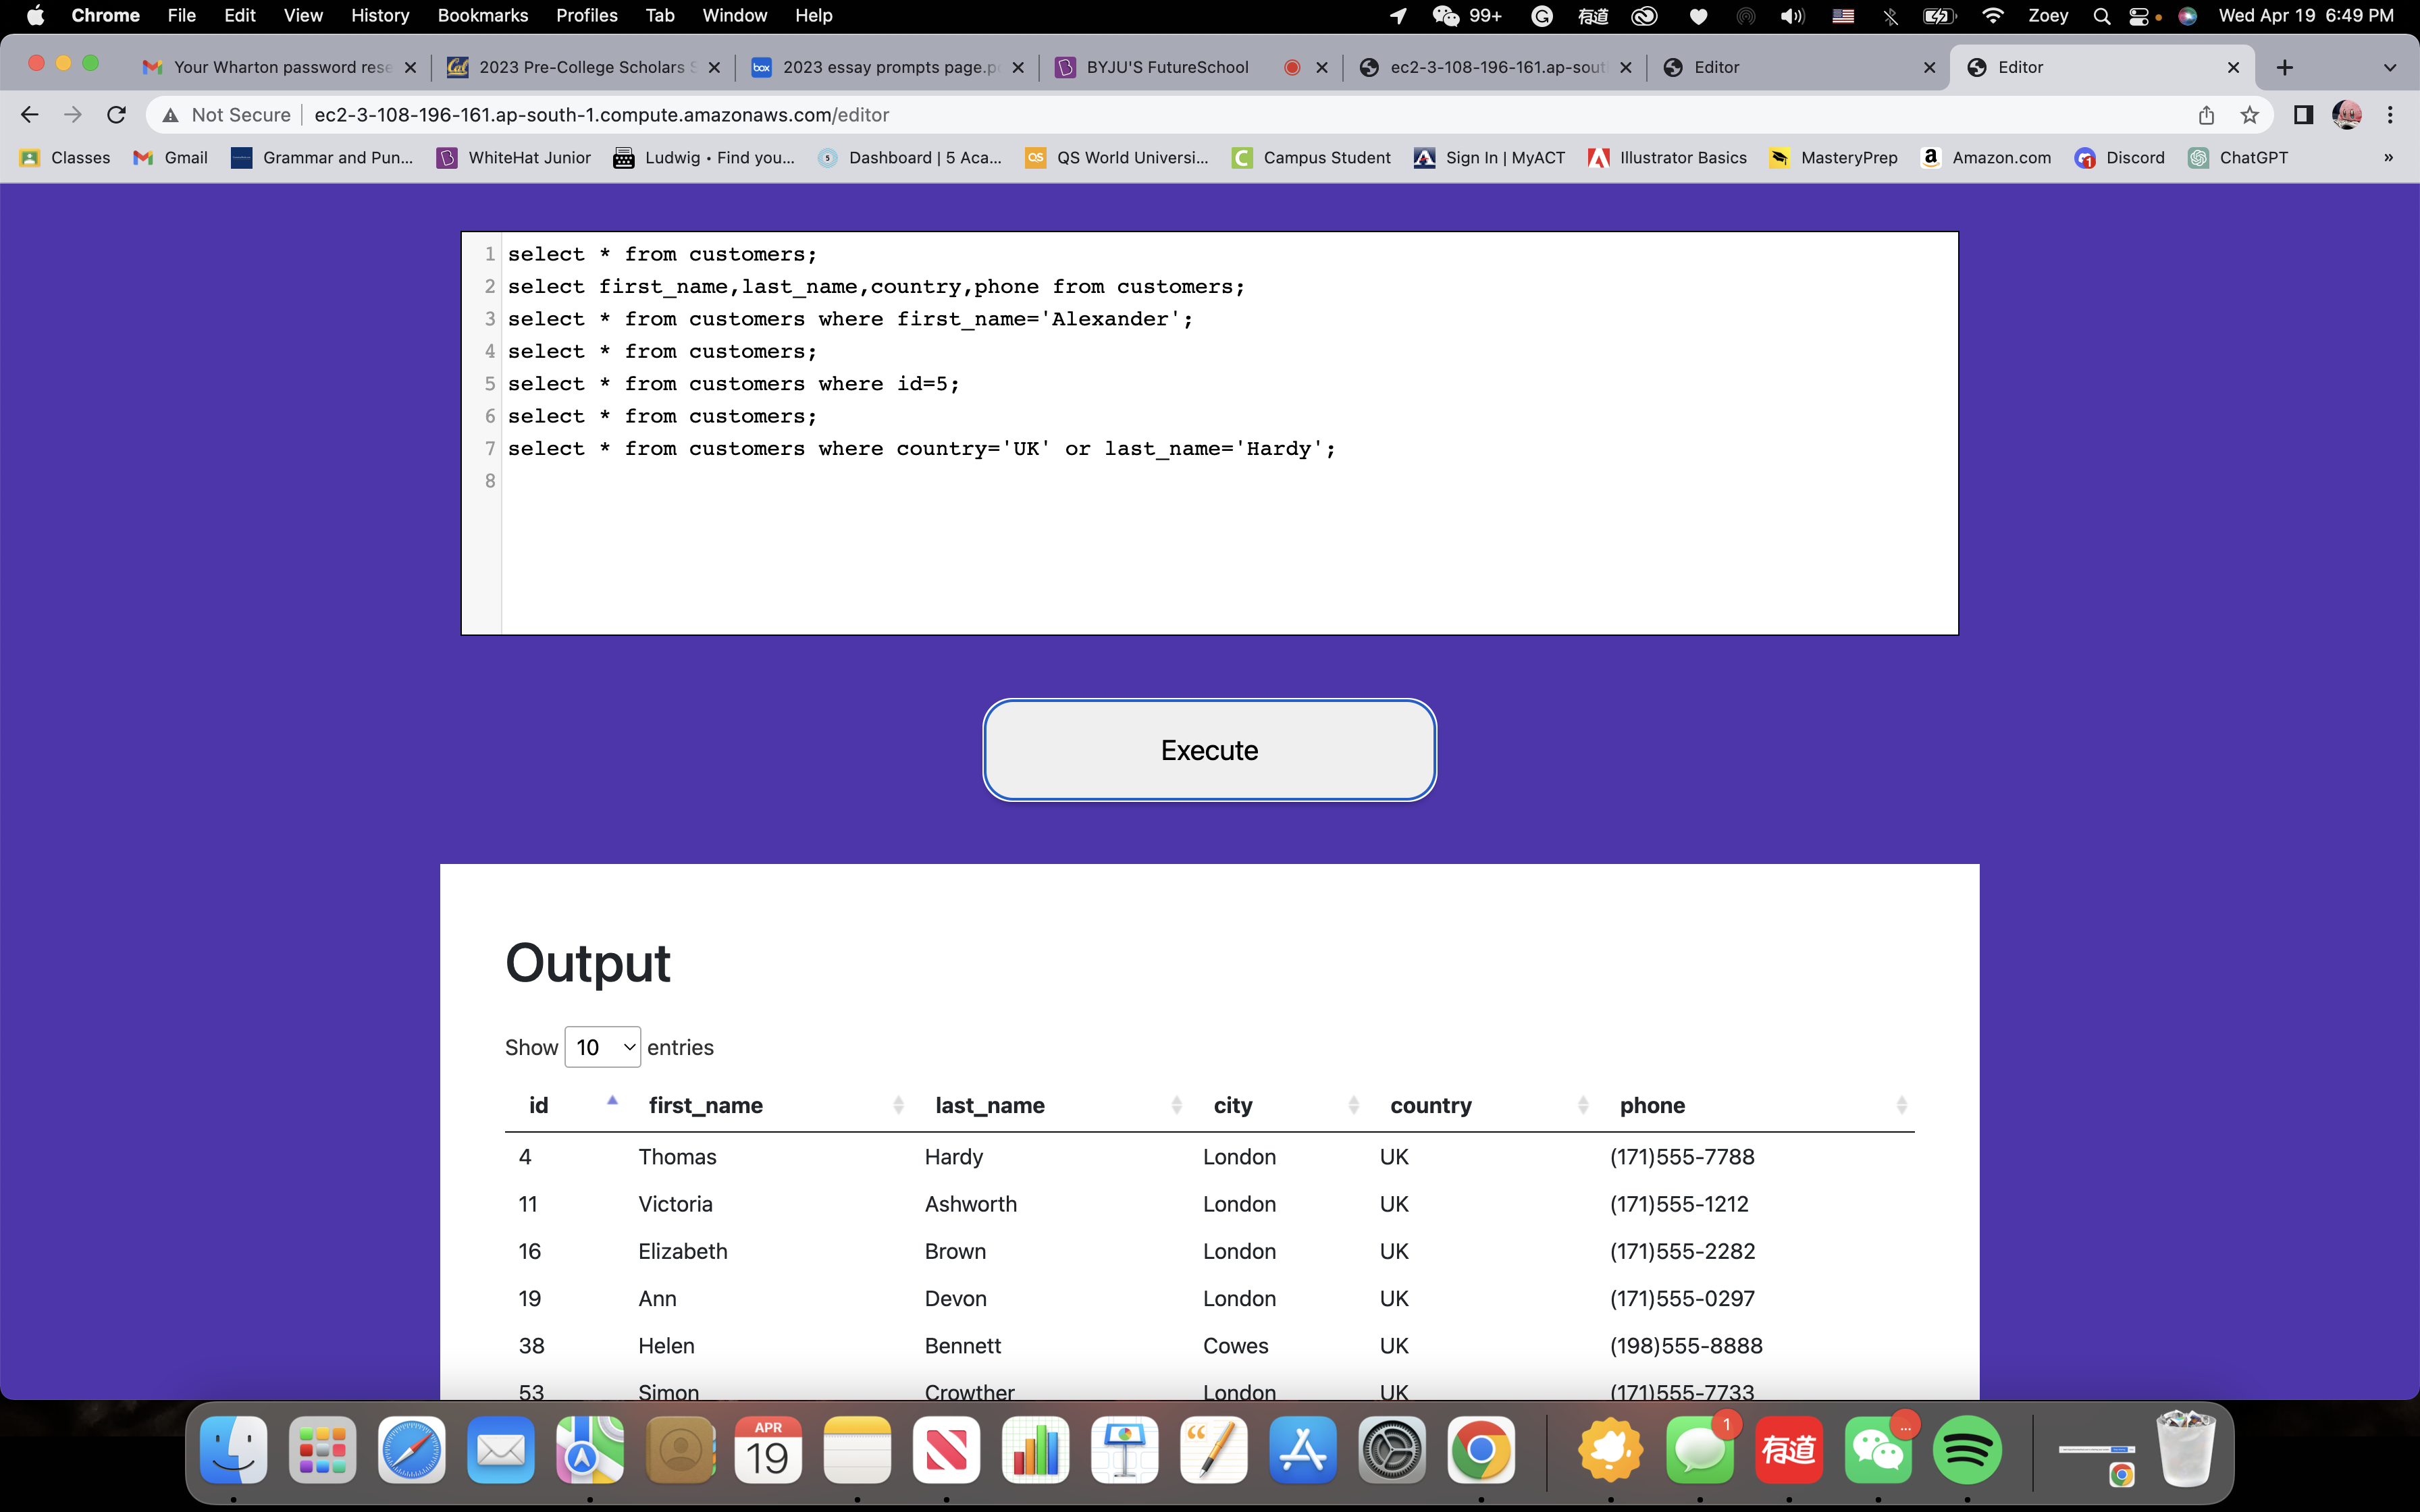 Chrome File Edit View History Bookmarks Profiles Tab Window Help 99+ 有道 Zoey Wed Apr 19 6:49 PM
Your Wharton password rese 2023 Pre-College Scholars S box 2023 essay prompts page.p BYJU'S FutureSchool ec2-3-108-196-161.ap-sout Editor Editor
Not Secure ec2-3-108-196-161.ap-south-1.compute.amazonaws.com/editor
Classes Gmail Grammar and Pun... WhiteHat Junior Ludwig • Find you... Dashboard | 5 Aca... QS World Universi... Campus Student Sign In | MyACT Illustrator Basics MasteryPrep Amazon.com Discord ChatGPT »
1 select * from customers;
2 select first_name,last_name,country,phone from customers;
3 select * from customers where first_name='Alexander';
4 select * from customers;
5 select * from customers where id=5;
6 select * from customers;
7 select * from customers where country='UK' or last_name='Hardy';
8
Execute
Output
Show 10 entries
id first_name last_name city country phone
4 Thomas Hardy London UK (171)555-7788
11 Victoria Ashworth London UK (171)555-1212
16 Elizabeth Brown London UK (171)555-2282
19 Ann Devon London UK (171)555-0297
38 Helen Bennett Cowes UK (198)555-8888
53 Simon Crowther London UK (171)555-7733
APR
19
1
有道
...